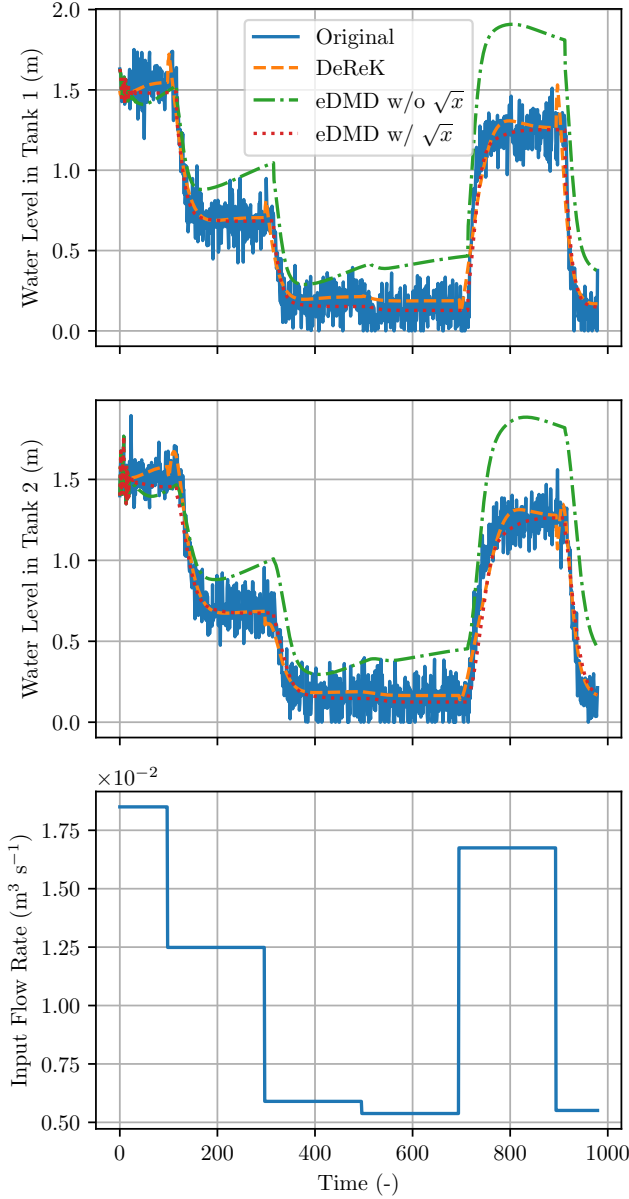 Water Level in Tank 1 (m)
2.0
1.5
1.0
0.5
0.0
Original
DeReK
eDMD w/o √x
eDMD w/ √x
Water Level in Tank 2 (m)
1.5
1.0
0.5
0.0
×10⁻²
Input Flow Rate (m³ s⁻¹)
1.75
1.50
1.25
1.00
0.75
0.50
0 200 400 600 800 1000
Time (-)